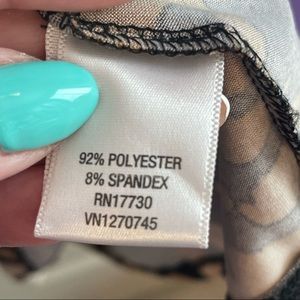 92% POLYESTER
8% SPANDEX
RN17730
VN1270745